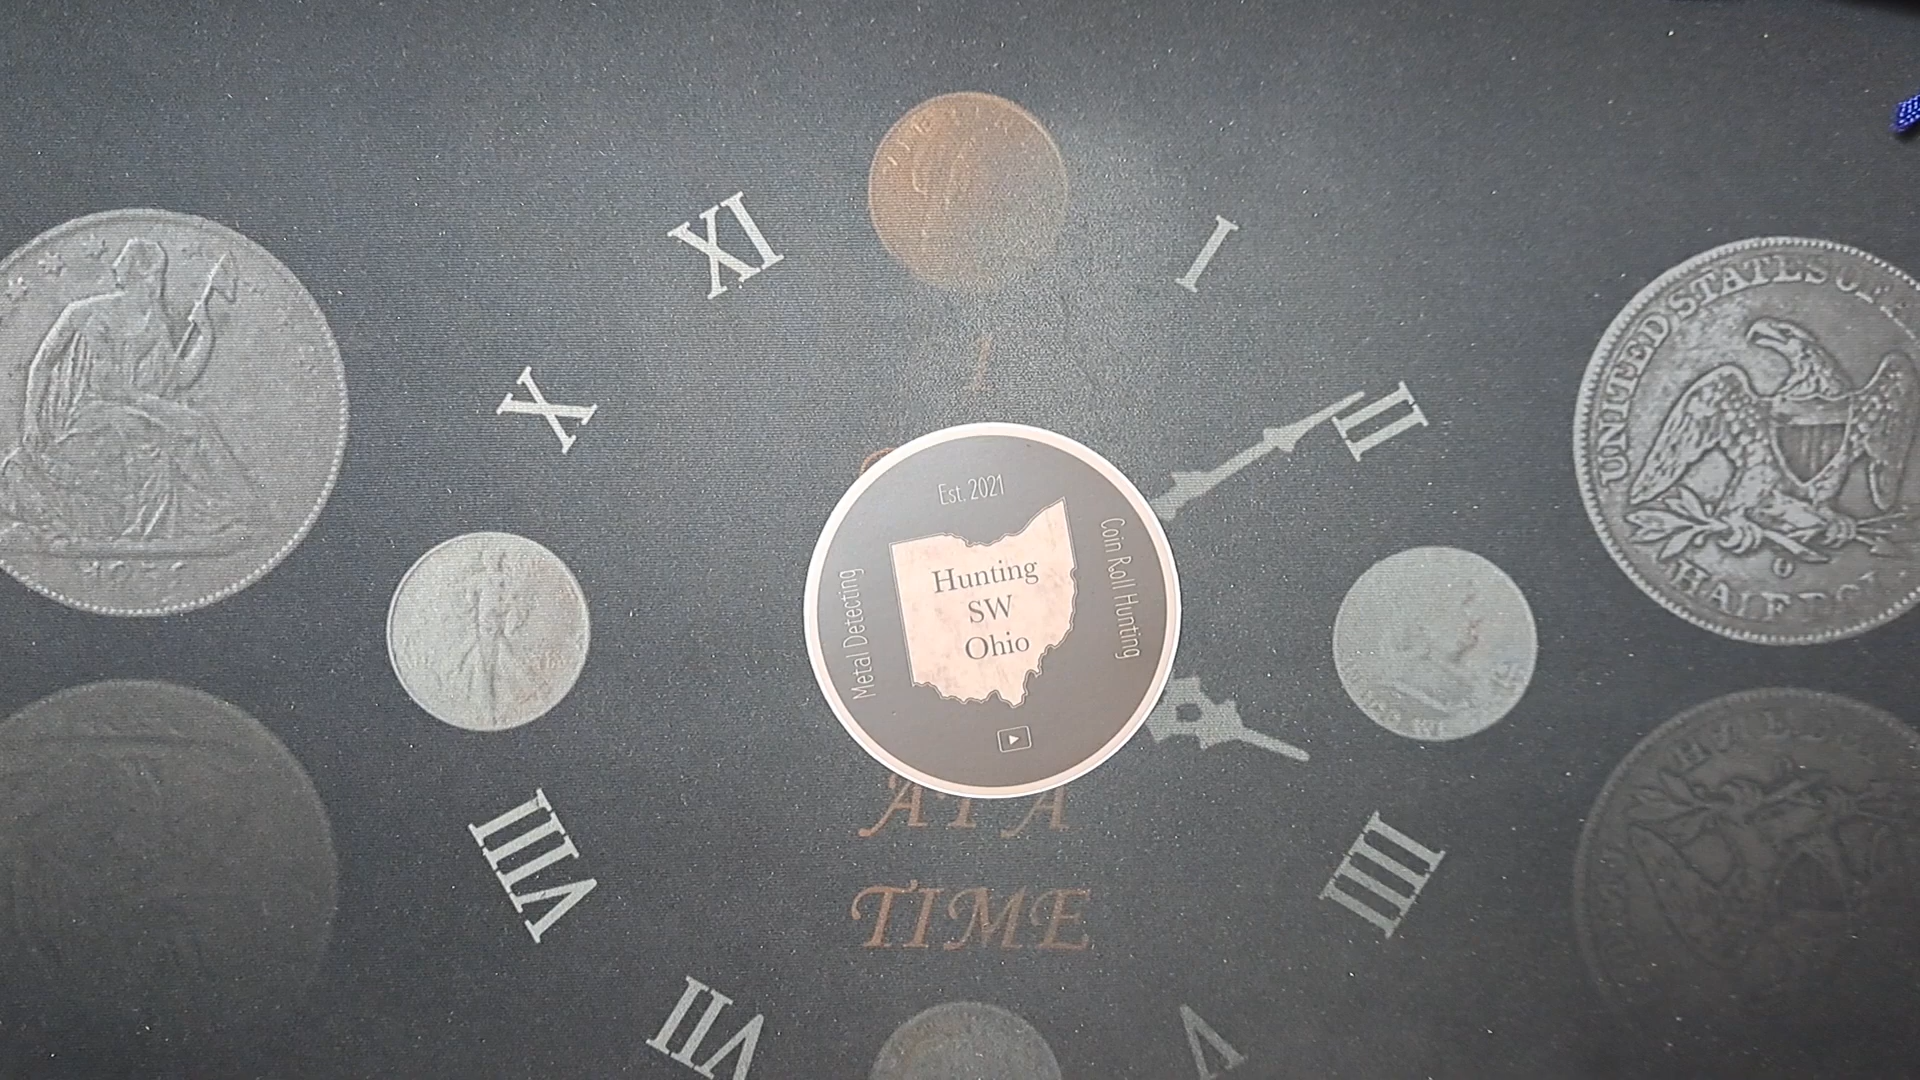 XI
I
X
II
UNITED STATES OF
1
Est. 2021
Metal Detecting
Hunting
SW
Ohio
Coin Roll Hunting
O
HALF DOL
AT A
VIII
IIII
TIME
VII
V